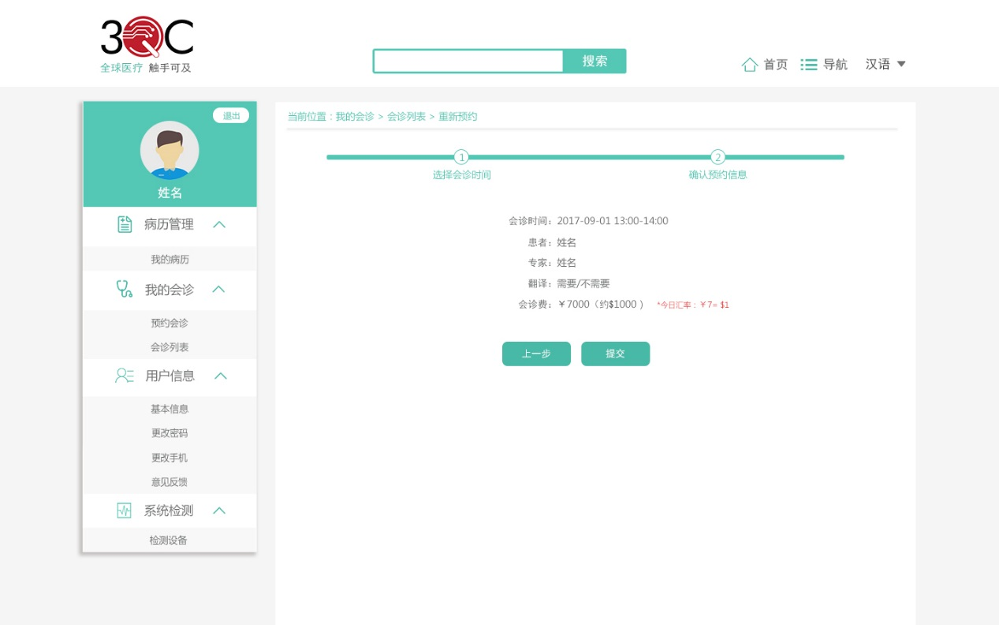 3QC
全球医疗 触手可及
搜索
首页
导航
汉语
退出
姓名
病历管理
我的病历
我的会诊
预约会诊
会诊列表
用户信息
基本信息
更改密码
更改手机
意见反馈
系统检测
检测设备
当前位置：我的会诊 > 会诊列表 > 重新预约
1
2
选择会诊时间
确认预约信息
会诊时间：2017-09-01 13:00-14:00
患者：姓名
专家：姓名
翻译：需要/不需要
会诊费：￥7000（约$1000 ） *今日汇率：￥7= $1
上一步
提交